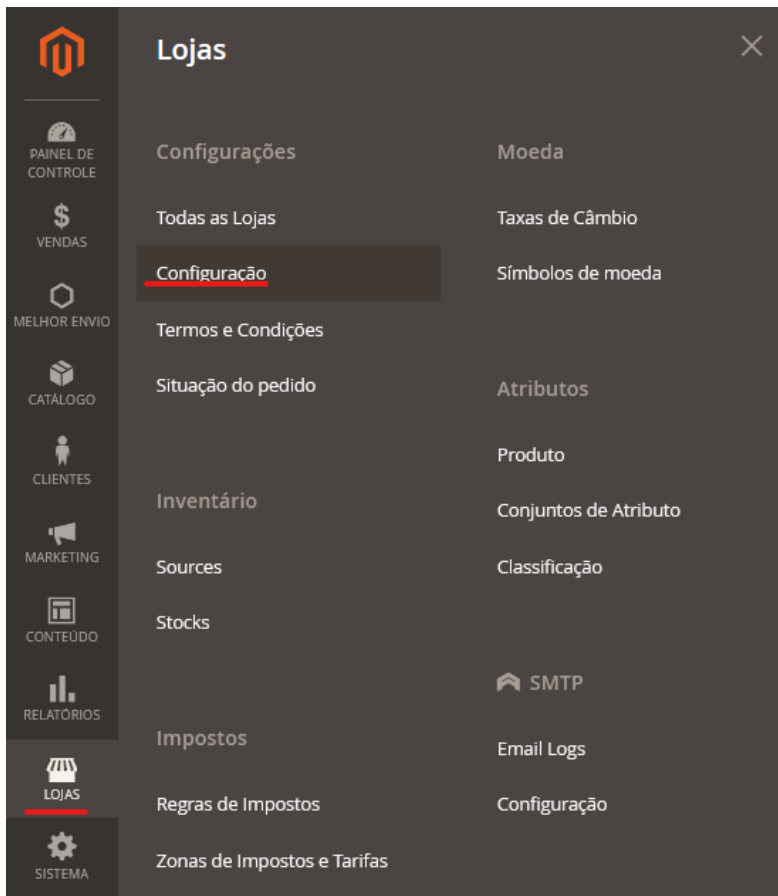 PAINEL DE
CONTROLE
VENDAS
MELHOR ENVIO
CATÁLOGO
CLIENTES
MARKETING
CONTEÚDO
RELATÓRIOS
LOJAS
SISTEMA
Lojas
Configurações
Todas as Lojas
Configuração
Termos e Condições
Situação do pedido
Inventário
Sources
Stocks
Impostos
Regras de Impostos
Zonas de Impostos e Tarifas
Moeda
Taxas de Câmbio
Símbolos de moeda
Atributos
Produto
Conjuntos de Atributo
Classificação
SMTP
Email Logs
Configuração